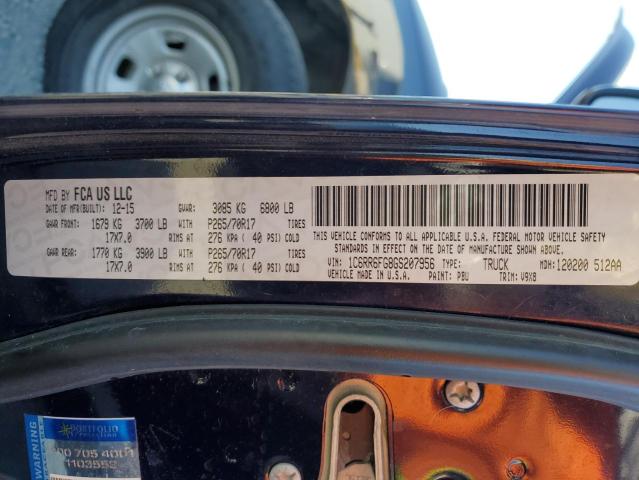 MFD BY FCA US LLC
DATE OF MFR(BUILT): 12-15 GVWR: 3085 KG 6800 LB
GAWR FRONT: 1679 KG 3700 LB P265/70R17 TIRES
17X7.0 RIMS AT 276 KPA ( 40 PSI) COLD
GAWR REAR: 1770 KG 3900 LB P265/70R17 TIRES
17X7.0 RIMS AT 276 KPA ( 40 PSI) COLD
THIS VEHICLE CONFORMS TO ALL APPLICABLE U.S.A. FEDERAL MOTOR VEHICLE SAFETY
STANDARDS IN EFFECT ON THE DATE OF MANUFACTURE SHOWN ABOVE.
VIN: 1C6RR6FG8GS207956 TYPE: TRUCK MDH: 120200 512AA
VEHICLE MADE IN U.S.A. PAINT: PBU TRIM: V9X8
WARNING
PORTFOLIO
1103552